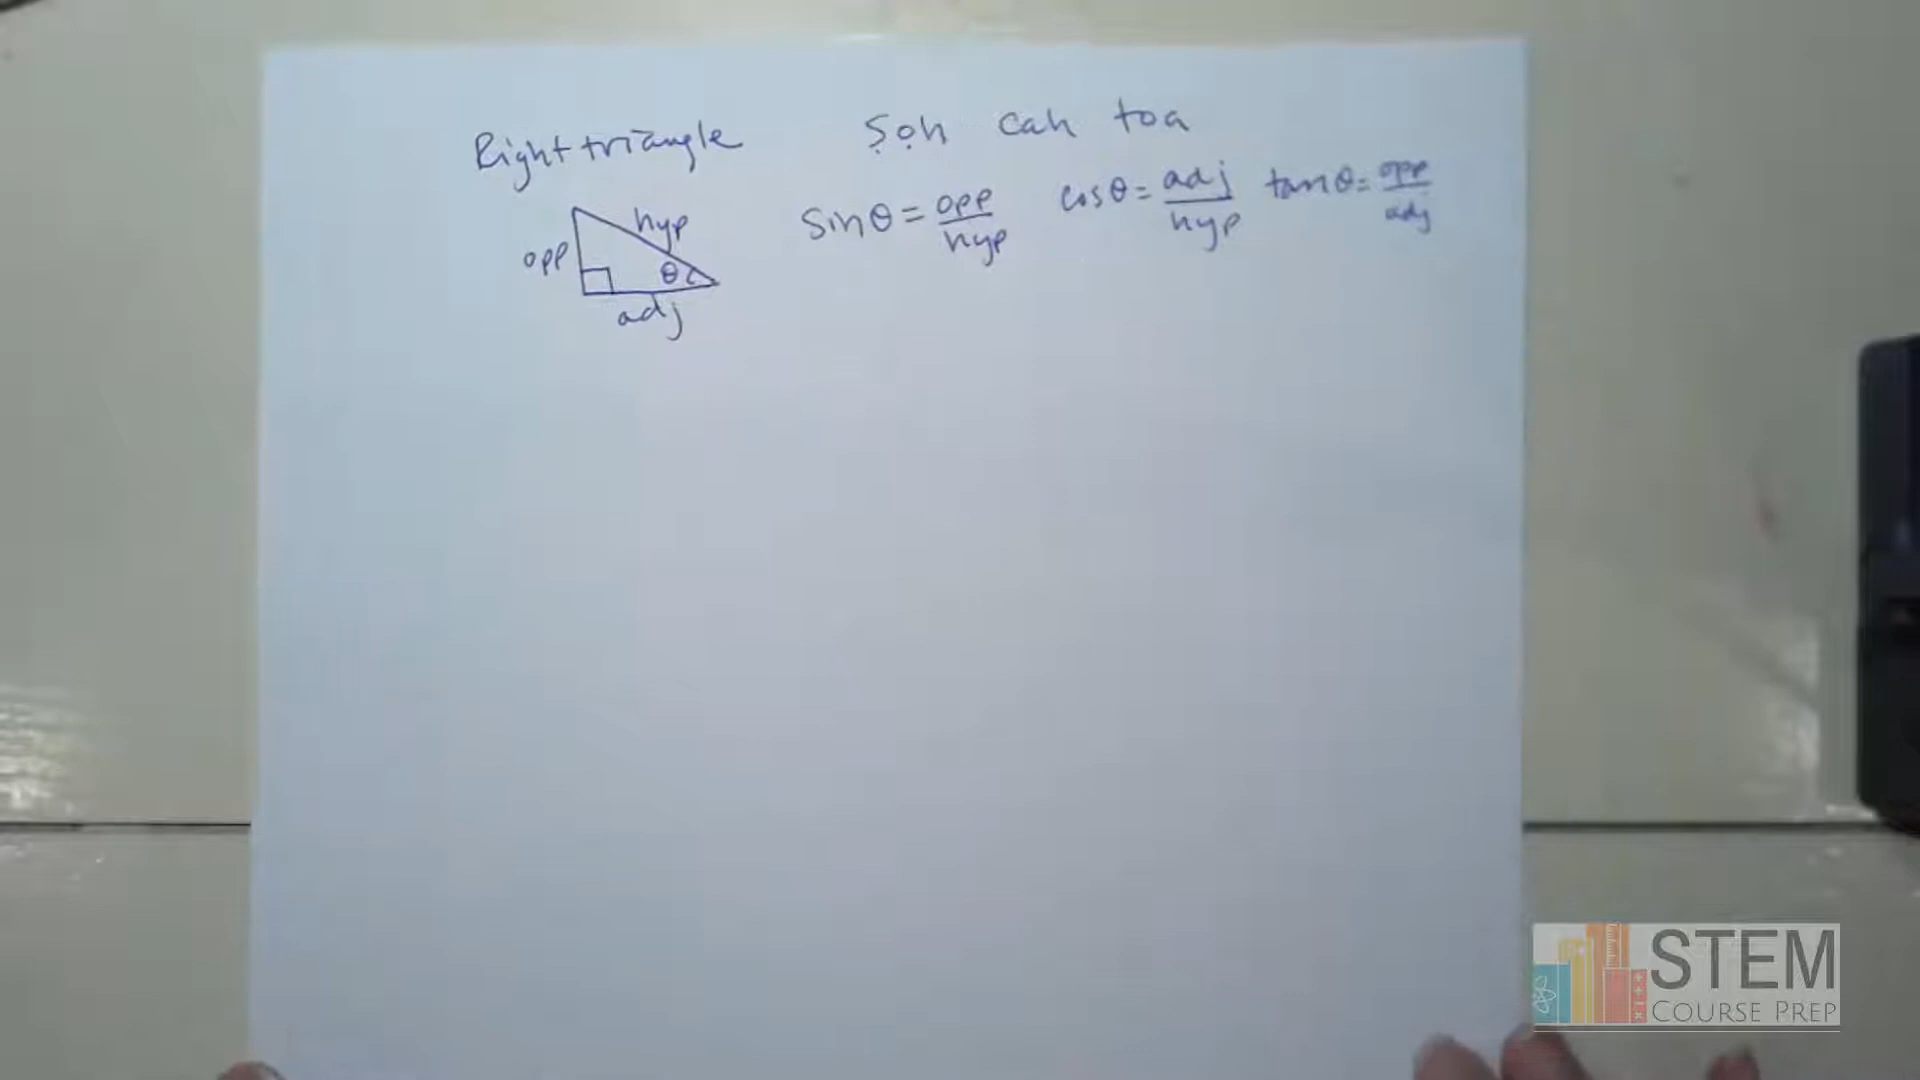 Right triangle
Soh cah toa
sinθ = opp/hyp
cosθ = adj/hyp
tanθ = opp/adj
hyp
opp
θ
adj
STEM
COURSE PREP